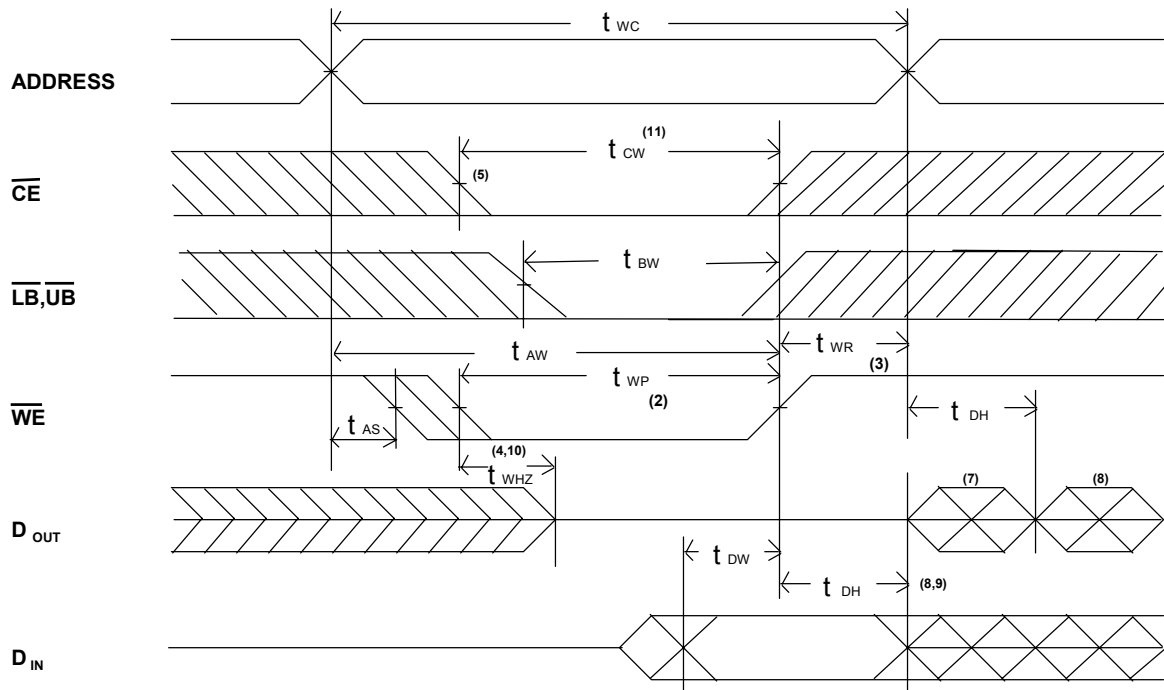 t WC
ADDRESS
t CW (11)
CE (5)
t BW
LB,UB
t AW t WR
t WP (3)
WE (2)
t AS t DH
(4,10)
t WHZ
(7) (8)
D OUT
t DW
t DH (8,9)
D IN